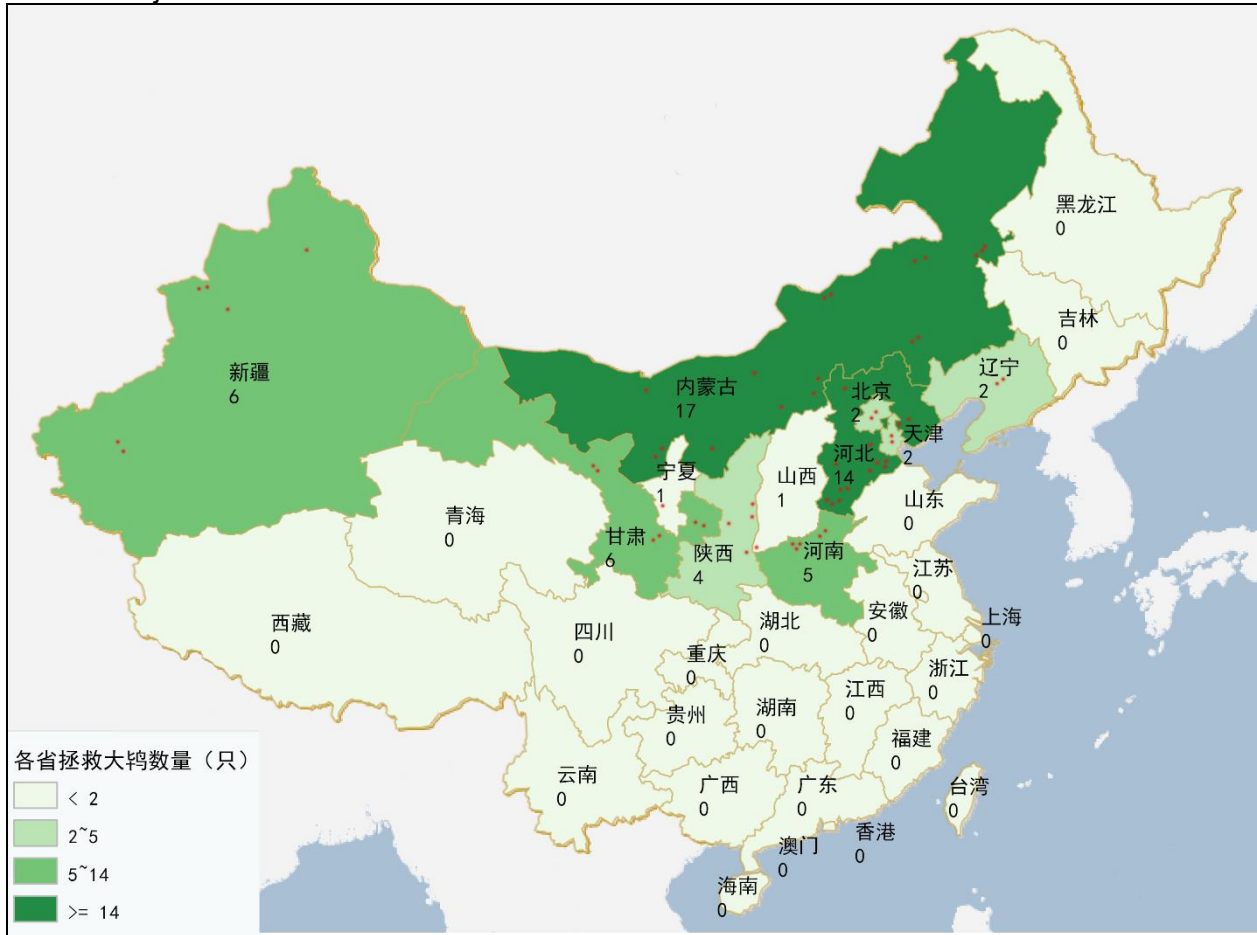 黑龙江
0
吉林
0
辽宁
2
新疆
6
内蒙古
17
北京
2
天津
2
河北
14
宁夏
1
山西
1
山东
0
青海
0
甘肃
6
陕西
4
河南
5
江苏
0
西藏
0
四川
0
湖北
0
安徽
0
上海
0
重庆
0
浙江
0
贵州
0
湖南
0
江西
0
福建
0
云南
0
广西
0
广东
0
台湾
0
香港
0
澳门
0
海南
0
各省拯救大鸨数量（只）
< 2
2~5
5~14
>= 14